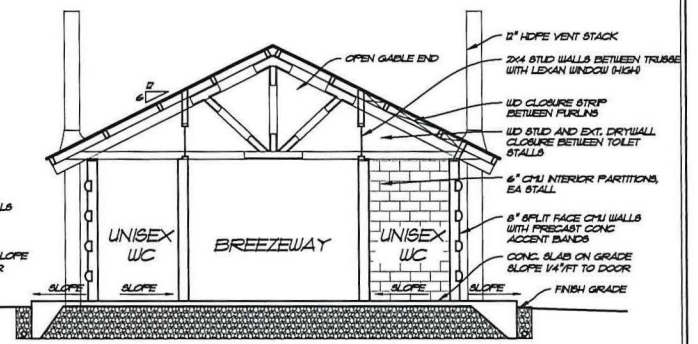 12" HDPE VENT STACK
OPEN GABLE END
2X4 STUD WALLS BETWEEN TRUSSE
WITH LEXAN WINDOW (HIGH)
12
6
WD CLOSURE STRIP
BETWEEN PURLINS
WD STUD AND EXT. DRYWALL
CLOSURE BETWEEN TOILET
STALLS
6" CMU INTERIOR PARTITIONS,
EA STALL
LS
8" SPLIT FACE CMU WALLS
WITH PRECAST CONC
ACCENT BANDS
UNISEX
WC
BREEZEWAY
UNISEX
WC
LOPE
R
CONC. SLAB ON GRADE
SLOPE 1/4"/FT TO DOOR
SLOPE
SLOPE
SLOPE
SLOPE
FINISH GRADE